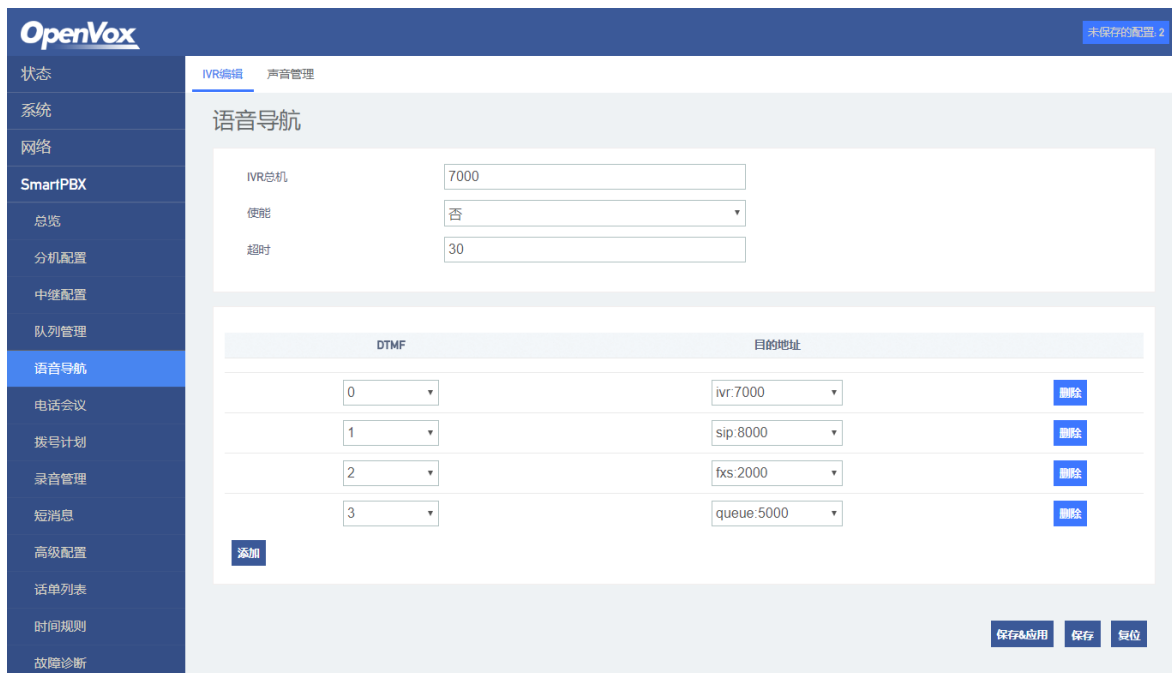 OpenVox
未保存的配置: 2
状态
系统
网络
SmartPBX
总览
分机配置
中继配置
队列管理
语音导航
电话会议
拨号计划
录音管理
短消息
高级配置
话单列表
时间规则
故障诊断
IVR编辑 声音管理
语音导航
IVR总机 7000
使能 否
超时 30
DTMF 目的地址
0 ivr:7000 删除
1 sip:8000 删除
2 fxs:2000 删除
3 queue:5000 删除
添加
保存&应用 保存 复位